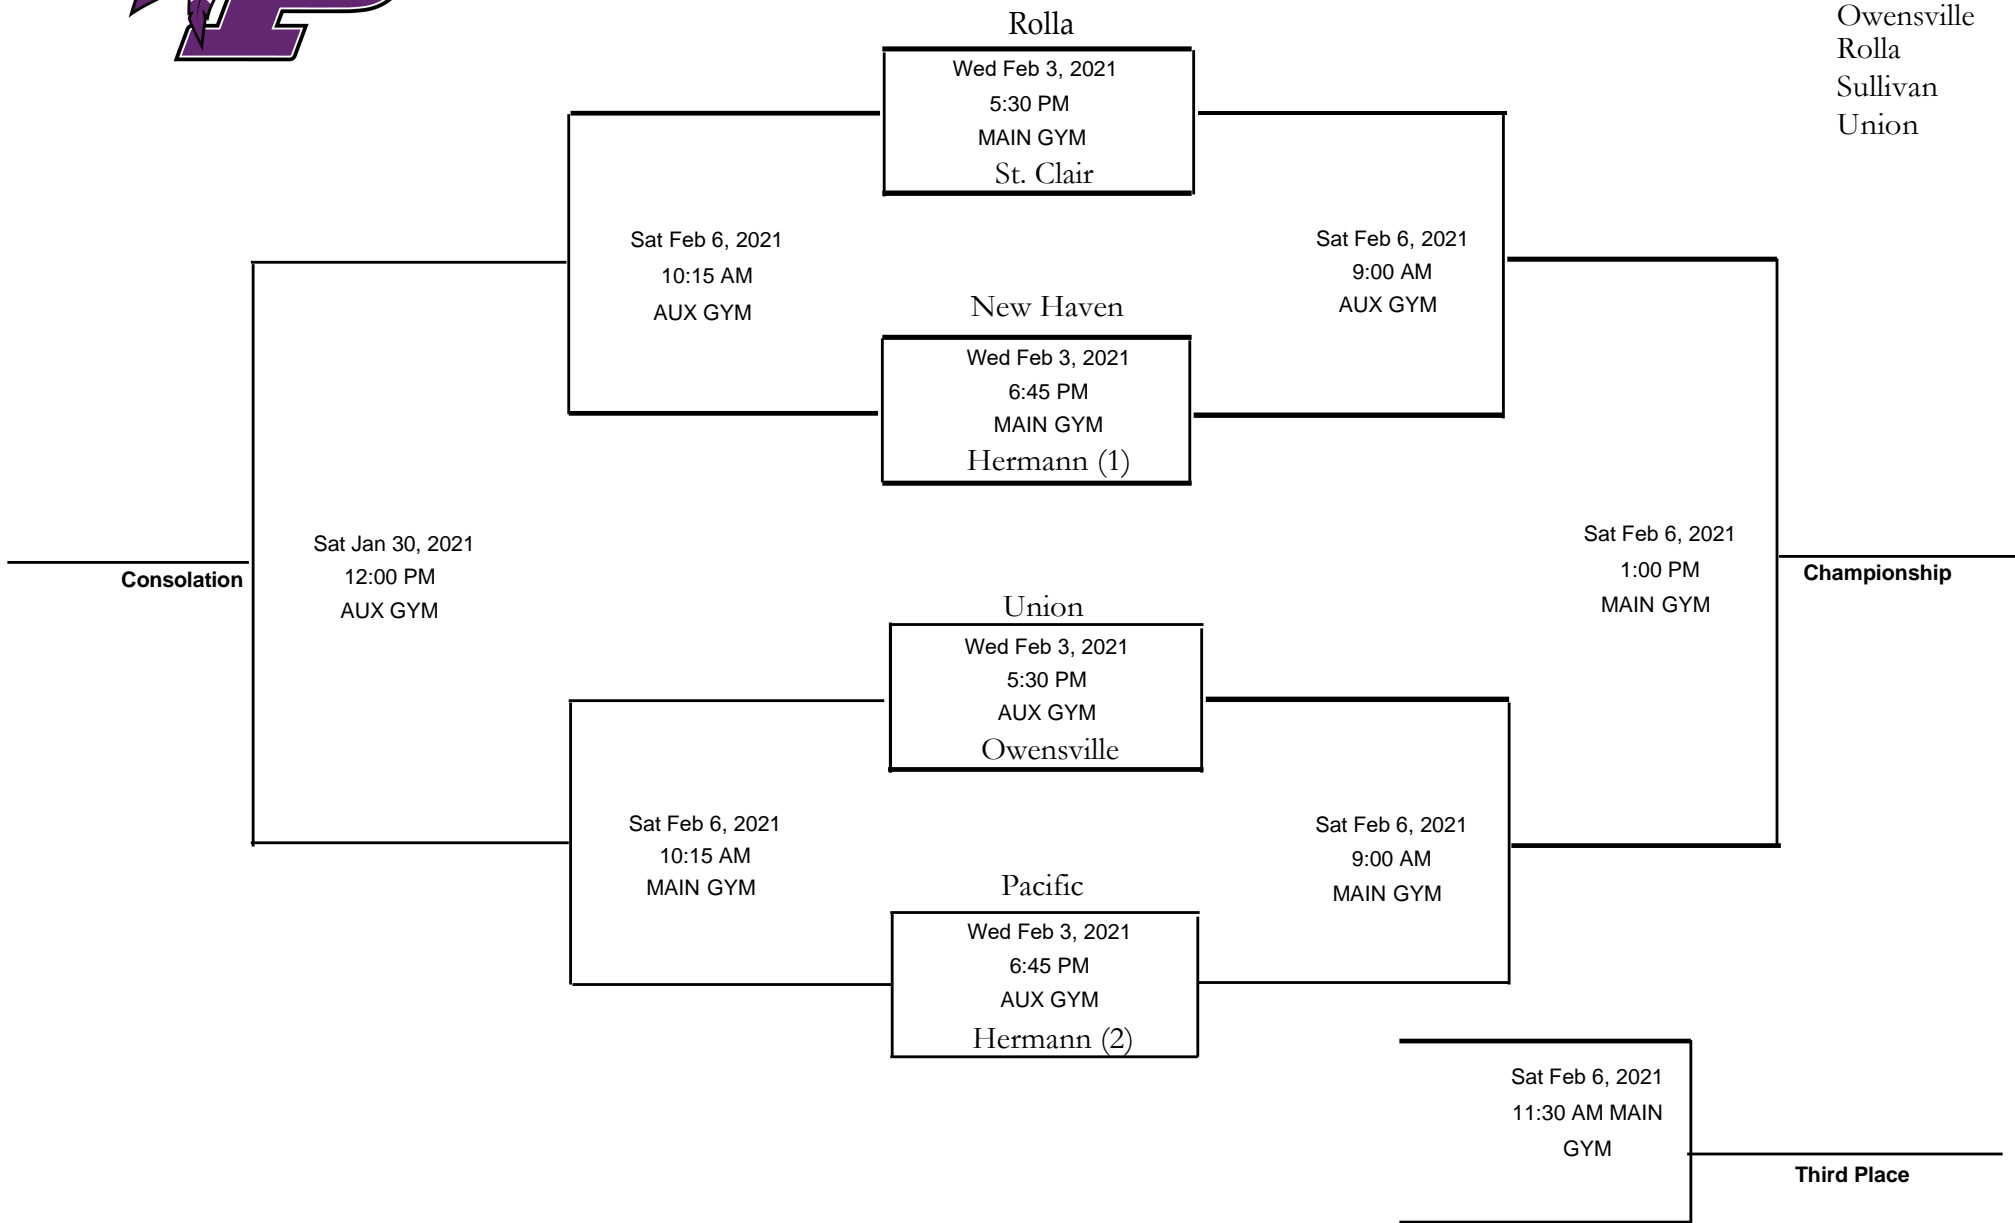 Owensville
Rolla
Sullivan
Union
Rolla
Wed Feb 3, 2021
5:30 PM
MAIN GYM
St. Clair
Sat Feb 6, 2021
10:15 AM
AUX GYM
Sat Feb 6, 2021
9:00 AM
AUX GYM
New Haven
Wed Feb 3, 2021
6:45 PM
MAIN GYM
Hermann (1)
Sat Jan 30, 2021
12:00 PM
AUX GYM
Consolation
Sat Feb 6, 2021
1:00 PM
MAIN GYM
Championship
Union
Wed Feb 3, 2021
5:30 PM
AUX GYM
Owensville
Sat Feb 6, 2021
10:15 AM
MAIN GYM
Sat Feb 6, 2021
9:00 AM
MAIN GYM
Pacific
Wed Feb 3, 2021
6:45 PM
AUX GYM
Hermann (2)
Sat Feb 6, 2021
11:30 AM MAIN
GYM
Third Place